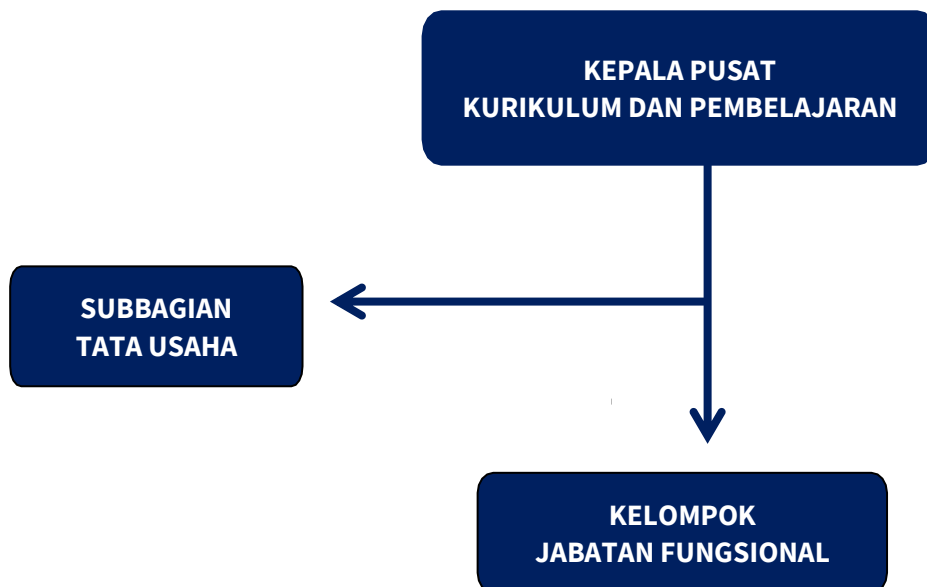 KEPALA PUSAT
KURIKULUM DAN PEMBELAJARAN
SUBBAGIAN
TATA USAHA
KELOMPOK
JABATAN FUNGSIONAL